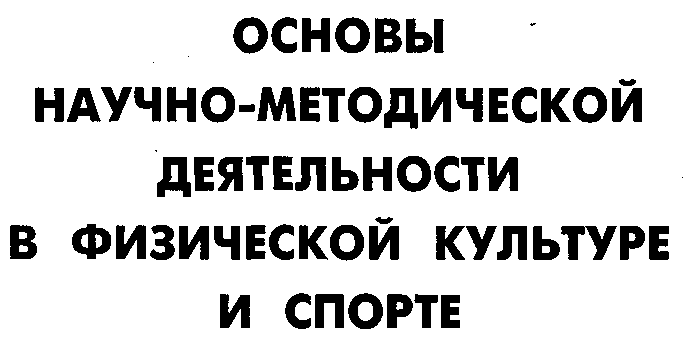 ОСНОВЫ
НАУЧНО-МЕТОДИЧЕСКОЙ
ДЕЯТЕЛЬНОСТИ
В ФИЗИЧЕСКОЙ КУЛЬТУРЕ
И СПОРТЕ